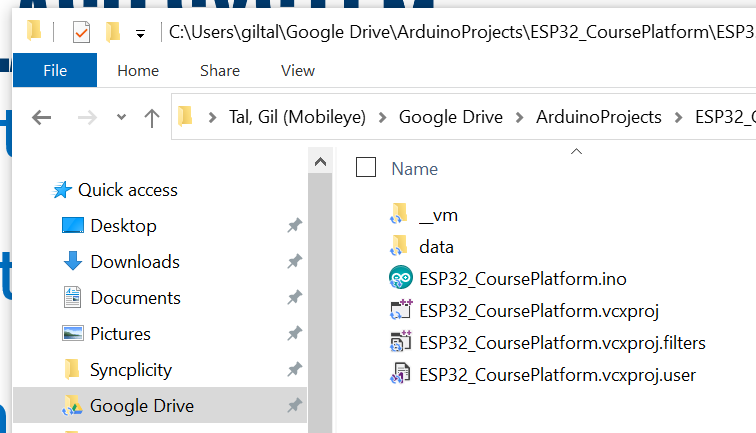 C:\Users\giltal\Google Drive\ArduinoProjects\ESP32_CoursePlatform\ESP3
File Home Share View
Tal, Gil (Mobileye) > Google Drive > ArduinoProjects > ESP32_C
Name
Quick access
Desktop
Downloads
Documents
Pictures
Syncplicity
Google Drive
__vm
data
ESP32_CoursePlatform.ino
ESP32_CoursePlatform.vcxproj
ESP32_CoursePlatform.vcxproj.filters
ESP32_CoursePlatform.vcxproj.user